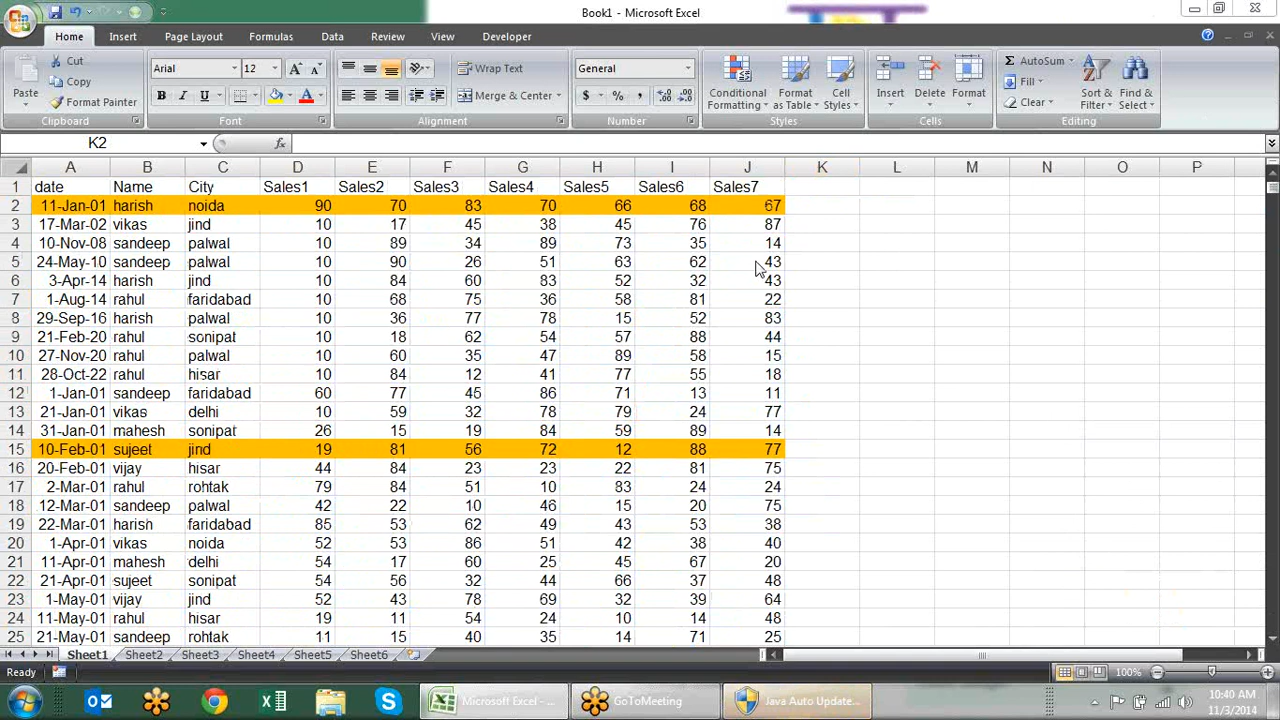 Book1 - Microsoft Excel
Home Insert Page Layout Formulas Data Review View Developer
Cut
Copy
Format Painter
Paste
Clipboard
Arial 12
B I U
Font
Wrap Text
Merge & Center
Alignment
General
$ % ,
Number
Conditional Formatting
Format as Table
Cell Styles
Styles
Insert Delete Format
Cells
Σ AutoSum
Fill
Clear
Sort & Filter
Find & Select
Editing
K2 fx
A B C D E F G H I J K L M N O P
1 date Name City Sales1 Sales2 Sales3 Sales4 Sales5 Sales6 Sales7
2 11-Jan-01 harish noida 90 70 83 70 66 68 67
3 17-Mar-02 vikas jind 10 17 45 38 45 76 87
4 10-Nov-08 sandeep palwal 10 89 34 89 73 35 14
5 24-May-10 sandeep palwal 10 90 26 51 63 62 43
6 3-Apr-14 harish jind 10 84 60 83 52 32 43
7 1-Aug-14 rahul faridabad 10 68 75 36 58 81 22
8 29-Sep-16 harish palwal 10 36 77 78 15 52 83
9 21-Feb-20 rahul sonipat 10 18 62 54 57 88 44
10 27-Nov-20 rahul palwal 10 60 35 47 89 58 15
11 28-Oct-22 rahul hisar 10 84 12 41 77 55 18
12 1-Jan-01 sandeep faridabad 60 77 45 86 71 13 11
13 21-Jan-01 vikas delhi 10 59 32 78 79 24 77
14 31-Jan-01 mahesh sonipat 26 15 19 84 59 89 14
15 10-Feb-01 sujeet jind 19 81 56 72 12 88 77
16 20-Feb-01 vijay hisar 44 84 23 23 22 81 75
17 2-Mar-01 rahul rohtak 79 84 51 10 83 24 24
18 12-Mar-01 sandeep palwal 42 22 10 46 15 20 75
19 22-Mar-01 harish faridabad 85 53 62 49 43 53 38
20 1-Apr-01 vikas noida 52 53 86 51 42 38 40
21 11-Apr-01 mahesh delhi 54 17 60 25 45 67 20
22 21-Apr-01 sujeet sonipat 54 56 32 44 66 37 48
23 1-May-01 vijay jind 52 43 78 69 32 39 64
24 11-May-01 rahul hisar 19 11 54 24 10 14 48
25 21-May-01 sandeep rohtak 11 15 40 35 14 71 25
Sheet1 Sheet2 Sheet3 Sheet4 Sheet5 Sheet6
Ready 100%
Microsoft Excel - ... GoToMeeting Java Auto Update...
10:40 AM
11/3/2014